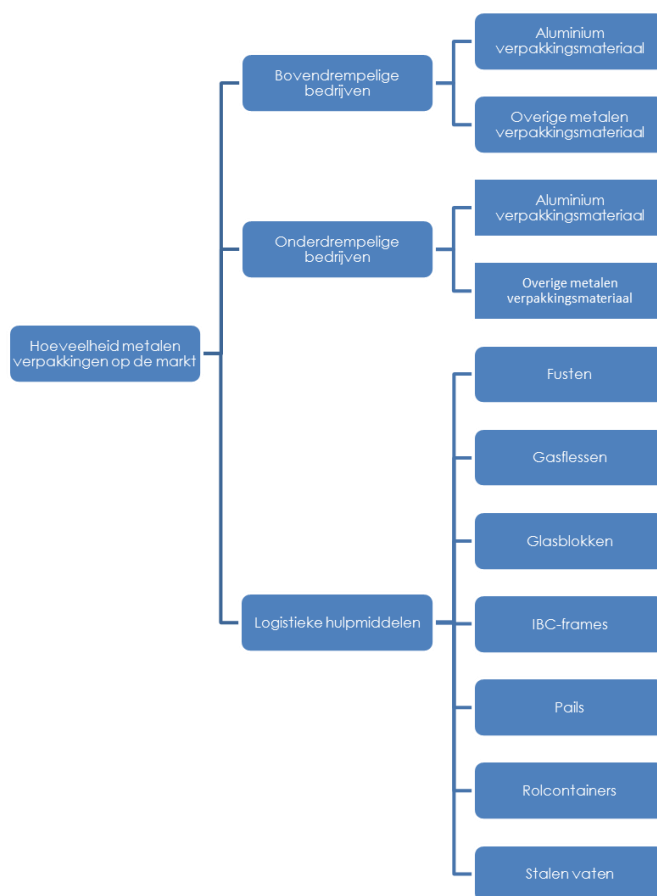 Aluminium
verpakkingsmateriaal
Bovendrempelige
bedrijven
Overige metalen
verpakkingsmateriaal
Aluminium
verpakkingsmateriaal
Onderdrempelige
bedrijven
Overige metalen
verpakkingsmateriaal
Hoeveelheid metalen
verpakkingen op de markt
Fusten
Gasflessen
Glasblokken
Logistieke hulpmiddelen
IBC-frames
Pails
Rolcontainers
Stalen vaten